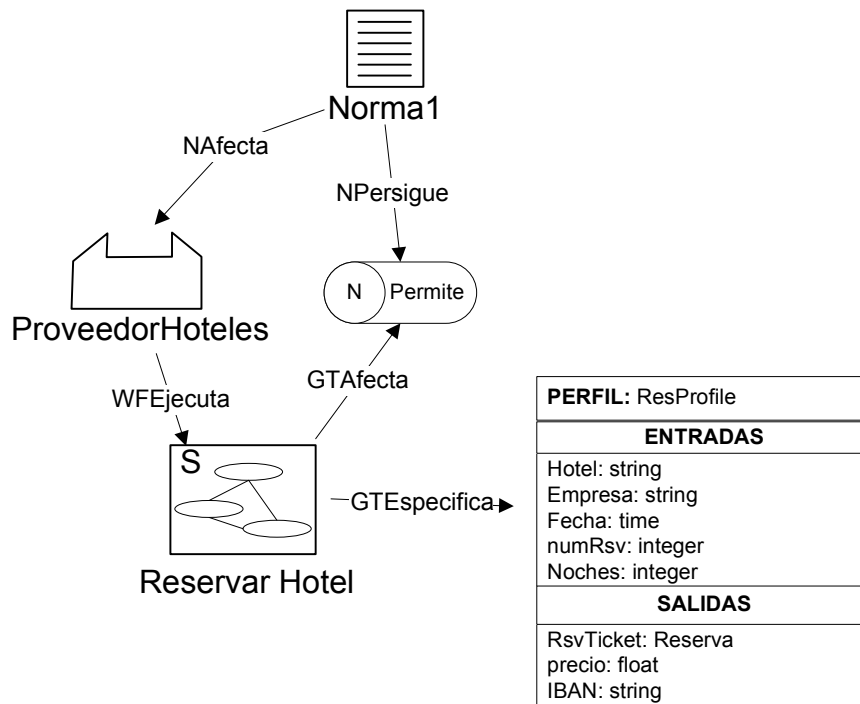 Norma1
NAfecta
NPersigue
N Permite
ProveedorHoteles
GTAfecta
WFEjecuta
S
GTEspecifica
Reservar Hotel
PERFIL: ResProfile
ENTRADAS
Hotel: string
Empresa: string
Fecha: time
numRsv: integer
Noches: integer
SALIDAS
RsvTicket: Reserva
precio: float
IBAN: string